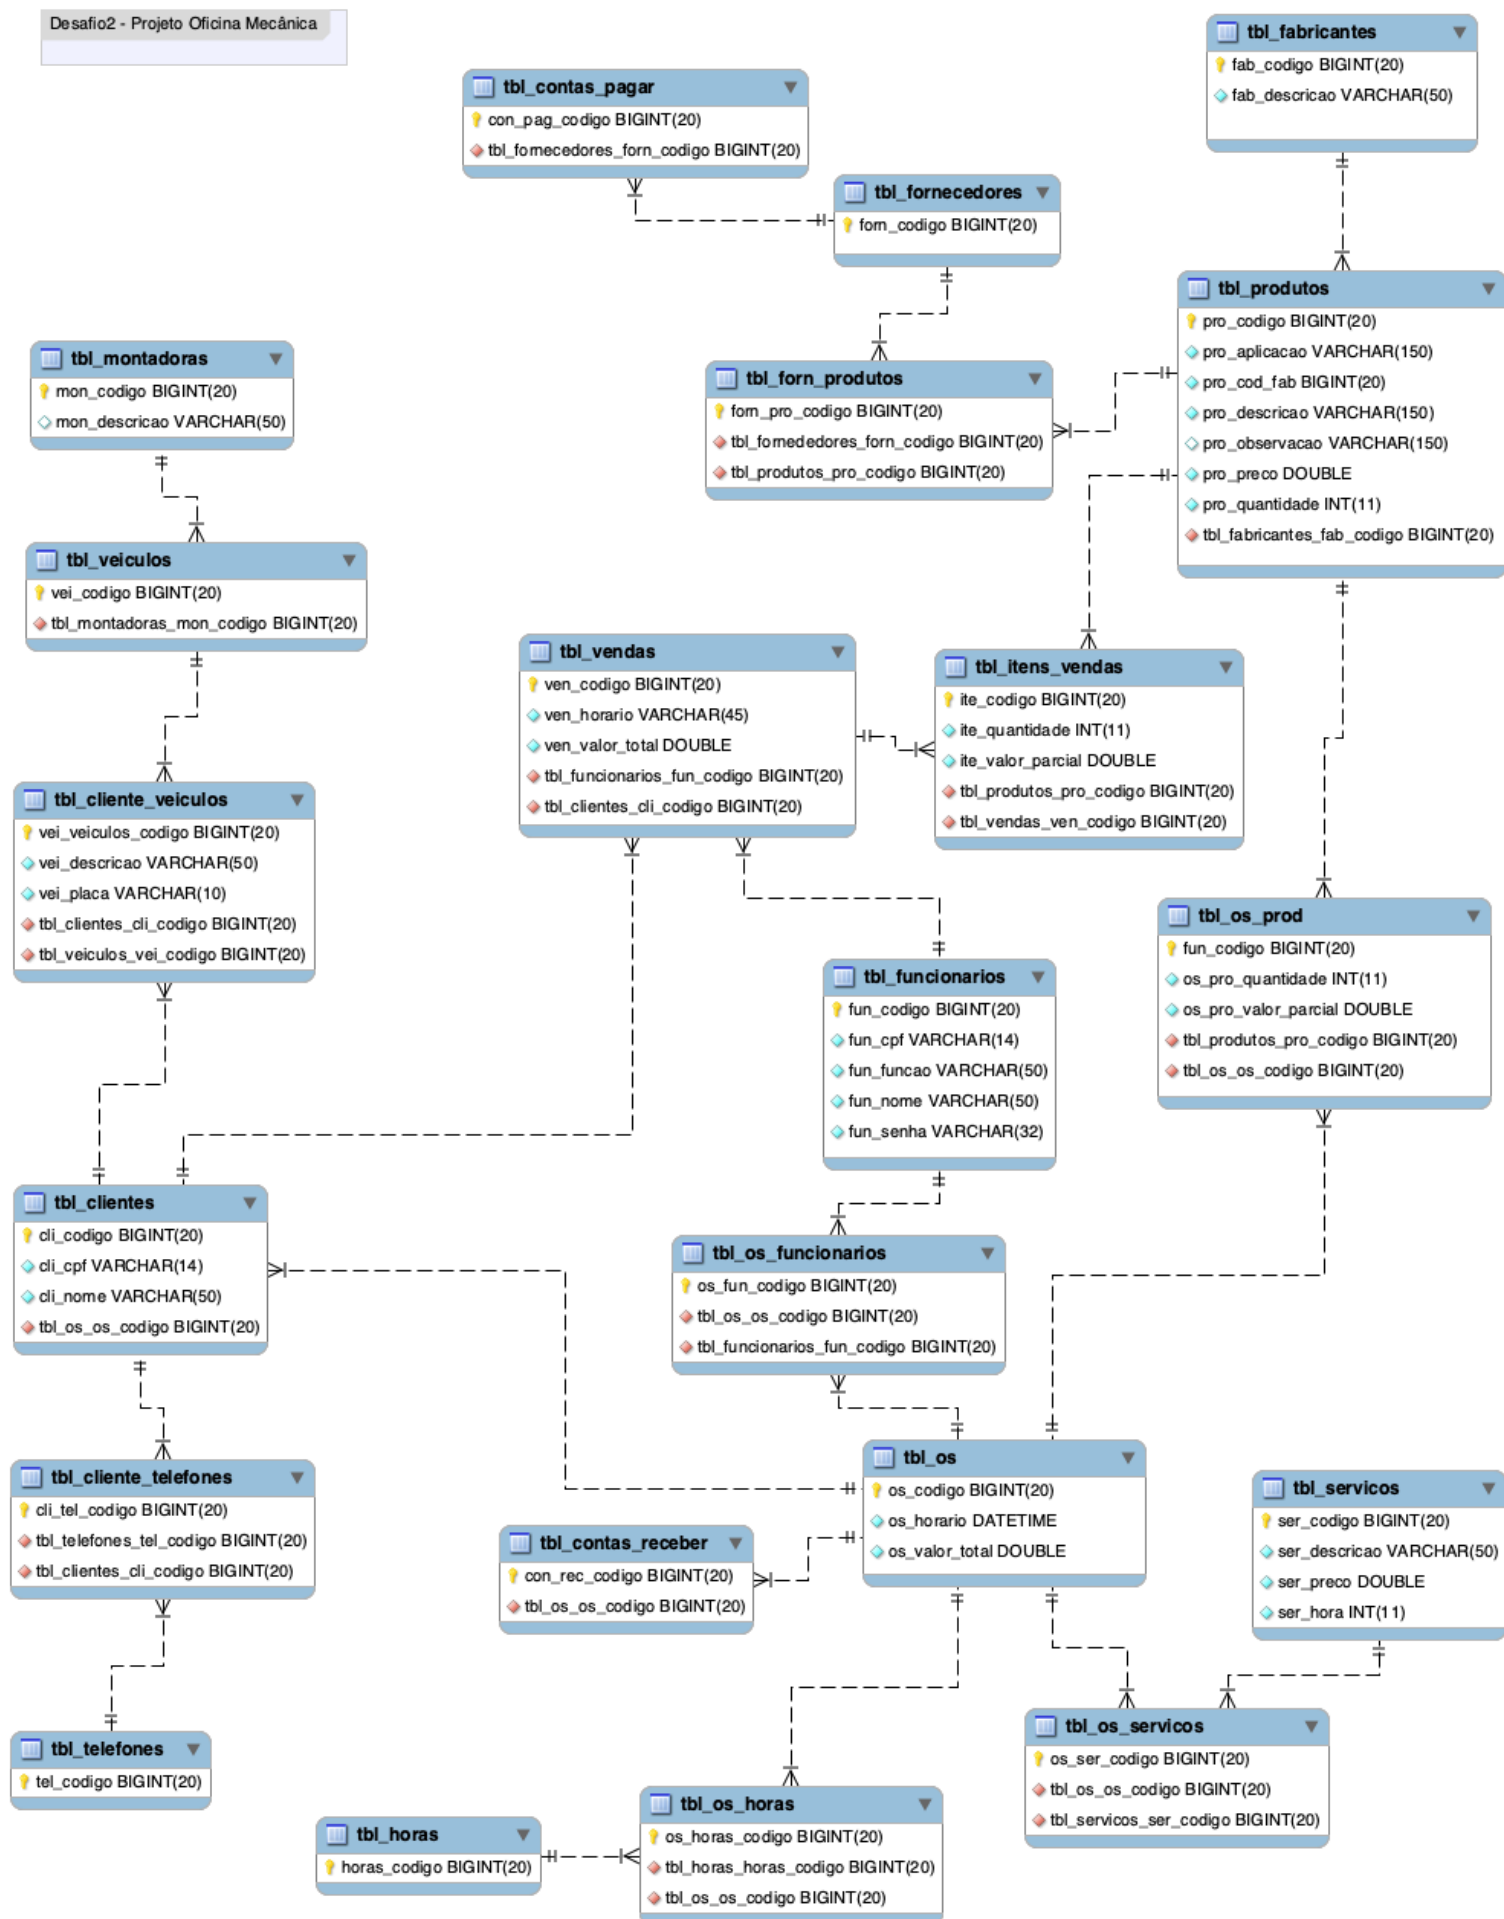 Desafio2 - Projeto Oficina Mecânica
tbl_fabricantes
fab_codigo BIGINT(20)
fab_descricao VARCHAR(50)
tbl_contas_pagar
con_pag_codigo BIGINT(20)
tbl_fornecedores_forn_codigo BIGINT(20)
tbl_fornecedores
forn_codigo BIGINT(20)
tbl_produtos
pro_codigo BIGINT(20)
pro_aplicacao VARCHAR(150)
pro_cod_fab BIGINT(20)
pro_descricao VARCHAR(150)
pro_observacao VARCHAR(150)
pro_preco DOUBLE
pro_quantidade INT(11)
tbl_fabricantes_fab_codigo BIGINT(20)
tbl_montadoras
mon_codigo BIGINT(20)
mon_descricao VARCHAR(50)
tbl_forn_produtos
forn_pro_codigo BIGINT(20)
tbl_fornededores_forn_codigo BIGINT(20)
tbl_produtos_pro_codigo BIGINT(20)
tbl_veiculos
vei_codigo BIGINT(20)
tbl_montadoras_mon_codigo BIGINT(20)
tbl_vendas
ven_codigo BIGINT(20)
ven_horario VARCHAR(45)
ven_valor_total DOUBLE
tbl_funcionarios_fun_codigo BIGINT(20)
tbl_clientes_cli_codigo BIGINT(20)
tbl_itens_vendas
ite_codigo BIGINT(20)
ite_quantidade INT(11)
ite_valor_parcial DOUBLE
tbl_produtos_pro_codigo BIGINT(20)
tbl_vendas_ven_codigo BIGINT(20)
tbl_cliente_veiculos
vei_veiculos_codigo BIGINT(20)
vei_descricao VARCHAR(50)
vei_placa VARCHAR(10)
tbl_clientes_cli_codigo BIGINT(20)
tbl_veiculos_vei_codigo BIGINT(20)
tbl_os_prod
fun_codigo BIGINT(20)
os_pro_quantidade INT(11)
os_pro_valor_parcial DOUBLE
tbl_produtos_pro_codigo BIGINT(20)
tbl_os_os_codigo BIGINT(20)
tbl_funcionarios
fun_codigo BIGINT(20)
fun_cpf VARCHAR(14)
fun_funcao VARCHAR(50)
fun_nome VARCHAR(50)
fun_senha VARCHAR(32)
tbl_clientes
cli_codigo BIGINT(20)
cli_cpf VARCHAR(14)
cli_nome VARCHAR(50)
tbl_os_os_codigo BIGINT(20)
tbl_os_funcionarios
os_fun_codigo BIGINT(20)
tbl_os_os_codigo BIGINT(20)
tbl_funcionarios_fun_codigo BIGINT(20)
tbl_cliente_telefones
cli_tel_codigo BIGINT(20)
tbl_telefones_tel_codigo BIGINT(20)
tbl_clientes_cli_codigo BIGINT(20)
tbl_os
os_codigo BIGINT(20)
os_horario DATETIME
os_valor_total DOUBLE
tbl_servicos
ser_codigo BIGINT(20)
ser_descricao VARCHAR(50)
ser_preco DOUBLE
ser_hora INT(11)
tbl_contas_receber
con_rec_codigo BIGINT(20)
tbl_os_os_codigo BIGINT(20)
tbl_telefones
tel_codigo BIGINT(20)
tbl_os_servicos
os_ser_codigo BIGINT(20)
tbl_os_os_codigo BIGINT(20)
tbl_servicos_ser_codigo BIGINT(20)
tbl_horas
horas_codigo BIGINT(20)
tbl_os_horas
os_horas_codigo BIGINT(20)
tbl_horas_horas_codigo BIGINT(20)
tbl_os_os_codigo BIGINT(20)